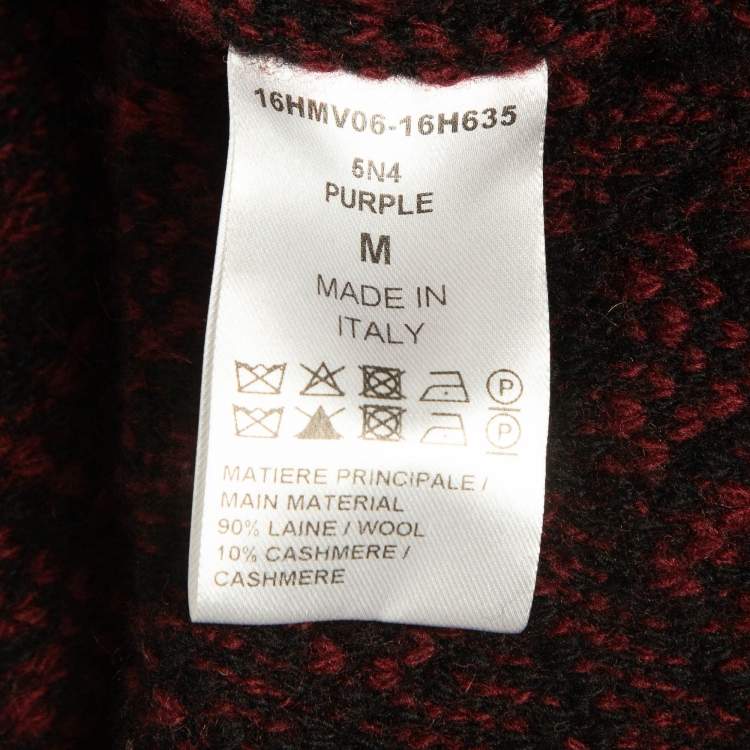 16HMV06-16H635
5N4
PURPLE
M
MADE IN
ITALY
P
P
MATIERE PRINCIPALE /
MAIN MATERIAL
90% LAINE / WOOL
10% CASHMERE /
CASHMERE